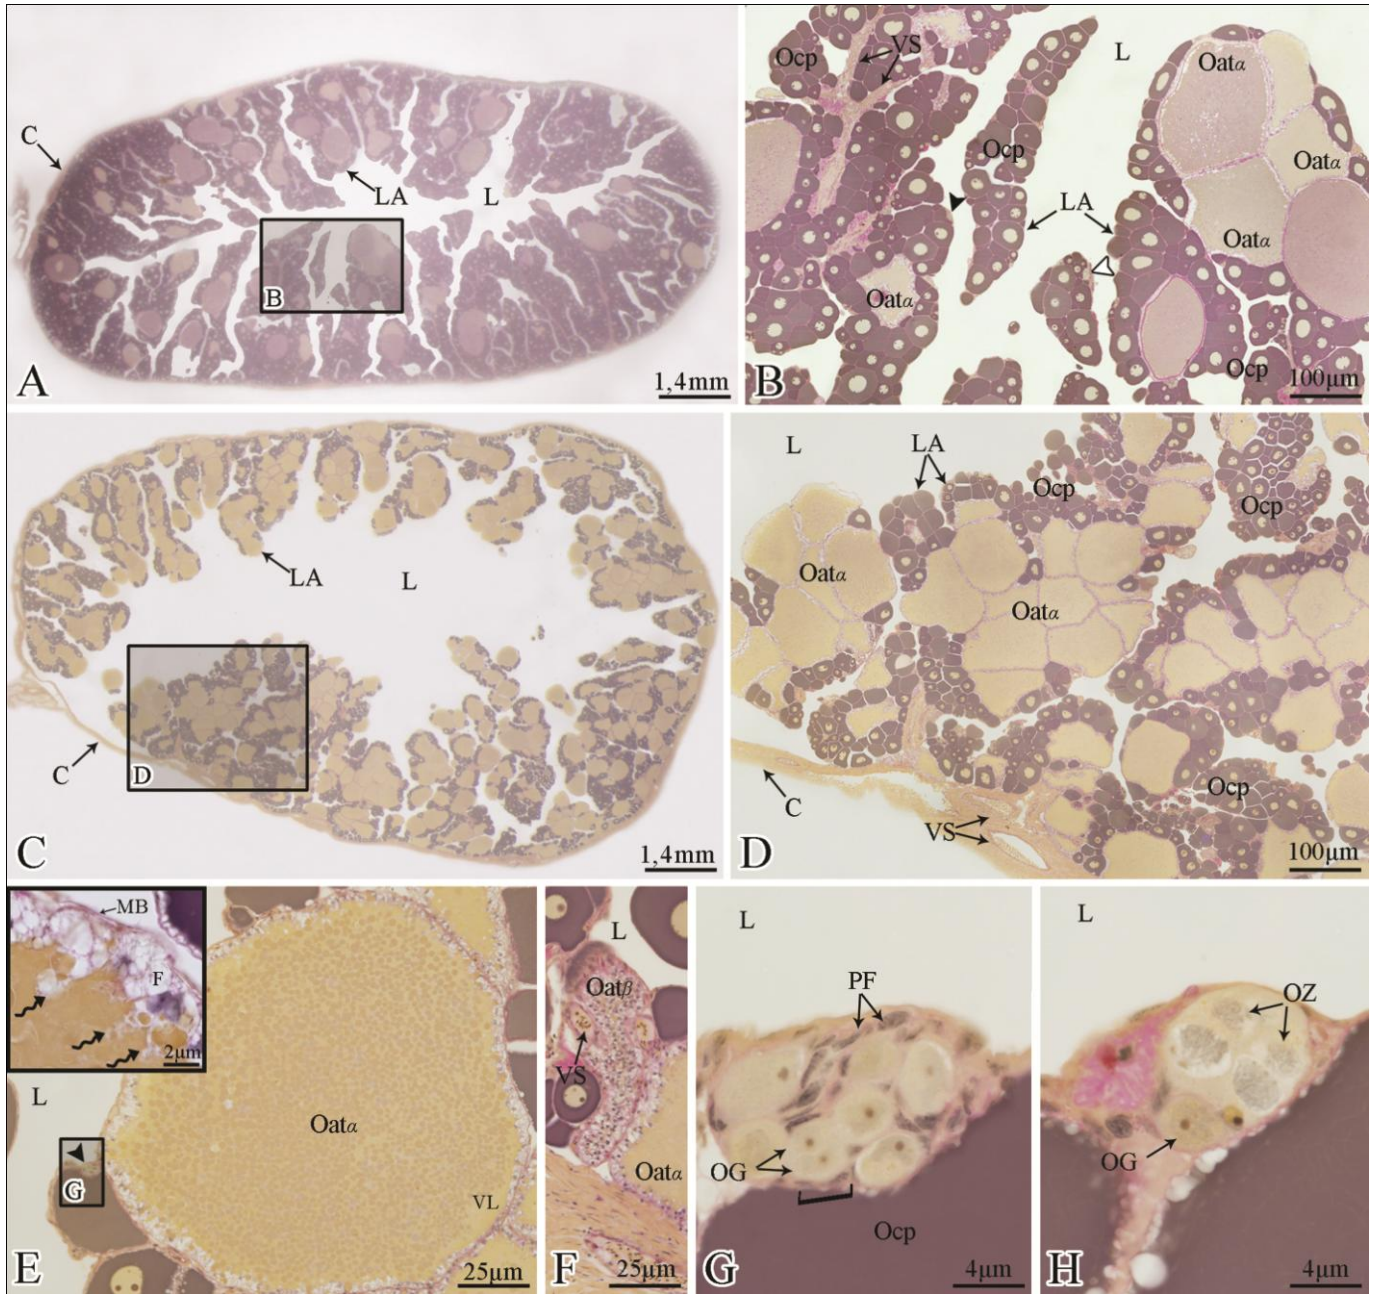 C
LA
L
B
A
1,4mm
Ocp
VS
L
Oatα
Ocp
Oatα
LA
Oatα
Oatα
Ocp
B
100μm
LA
L
C
D
C
1,4mm
L
LA
Ocp
Ocp
Oatα
Oatα
Ocp
C
VS
D
100μm
MB
F
2μm
L
Oatα
G
VL
E
25μm
L
Oatβ
VS
Oatα
F
25μm
L
PF
OG
Ocp
G
4μm
L
OZ
OG
H
4μm